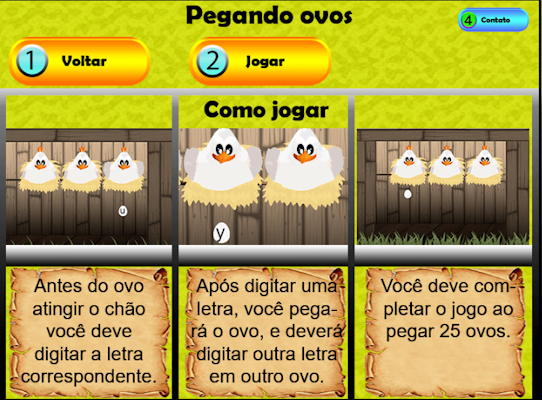 Pegando ovos
4 Contato
1 Voltar
2 Jogar
Como jogar
u
y
Antes do ovo
atingir o chão
você deve
digitar a letra
correspondente.
Após digitar uma
letra, você pega-
rá o ovo, e deverá
digitar outra letra
em outro ovo.
Você deve com-
pletar o jogo ao
pegar 25 ovos.